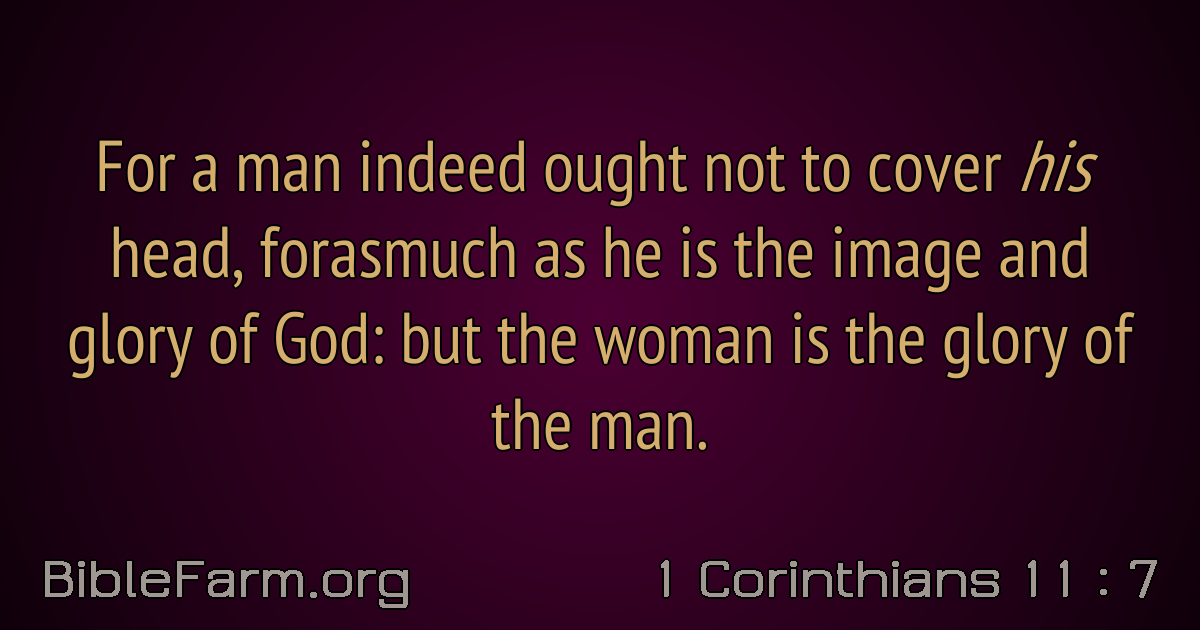 For a man indeed ought not to cover his
head, forasmuch as he is the image and
glory of God: but the woman is the glory of
the man.
BibleFarm.org
1 Corinthians 11 : 7